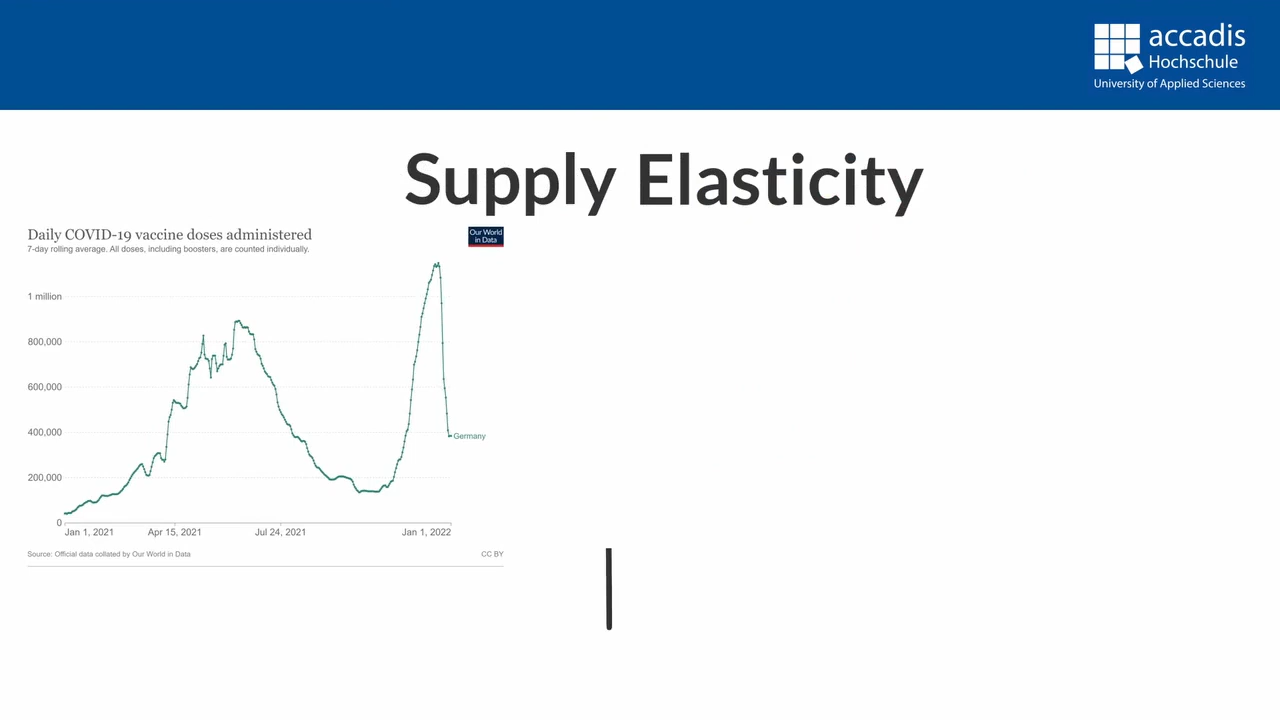 accadis
Hochschule
University of Applied Sciences
Supply Elasticity
Daily COVID-19 vaccine doses administered
7-day rolling average. All doses, including boosters, are counted individually.
Our World
in Data
1 million
800,000
600,000
400,000
Germany
200,000
0
Jan 1, 2021
Apr 15, 2021
Jul 24, 2021
Jan 1, 2022
Source: Official data collated by Our World in Data
CC BY